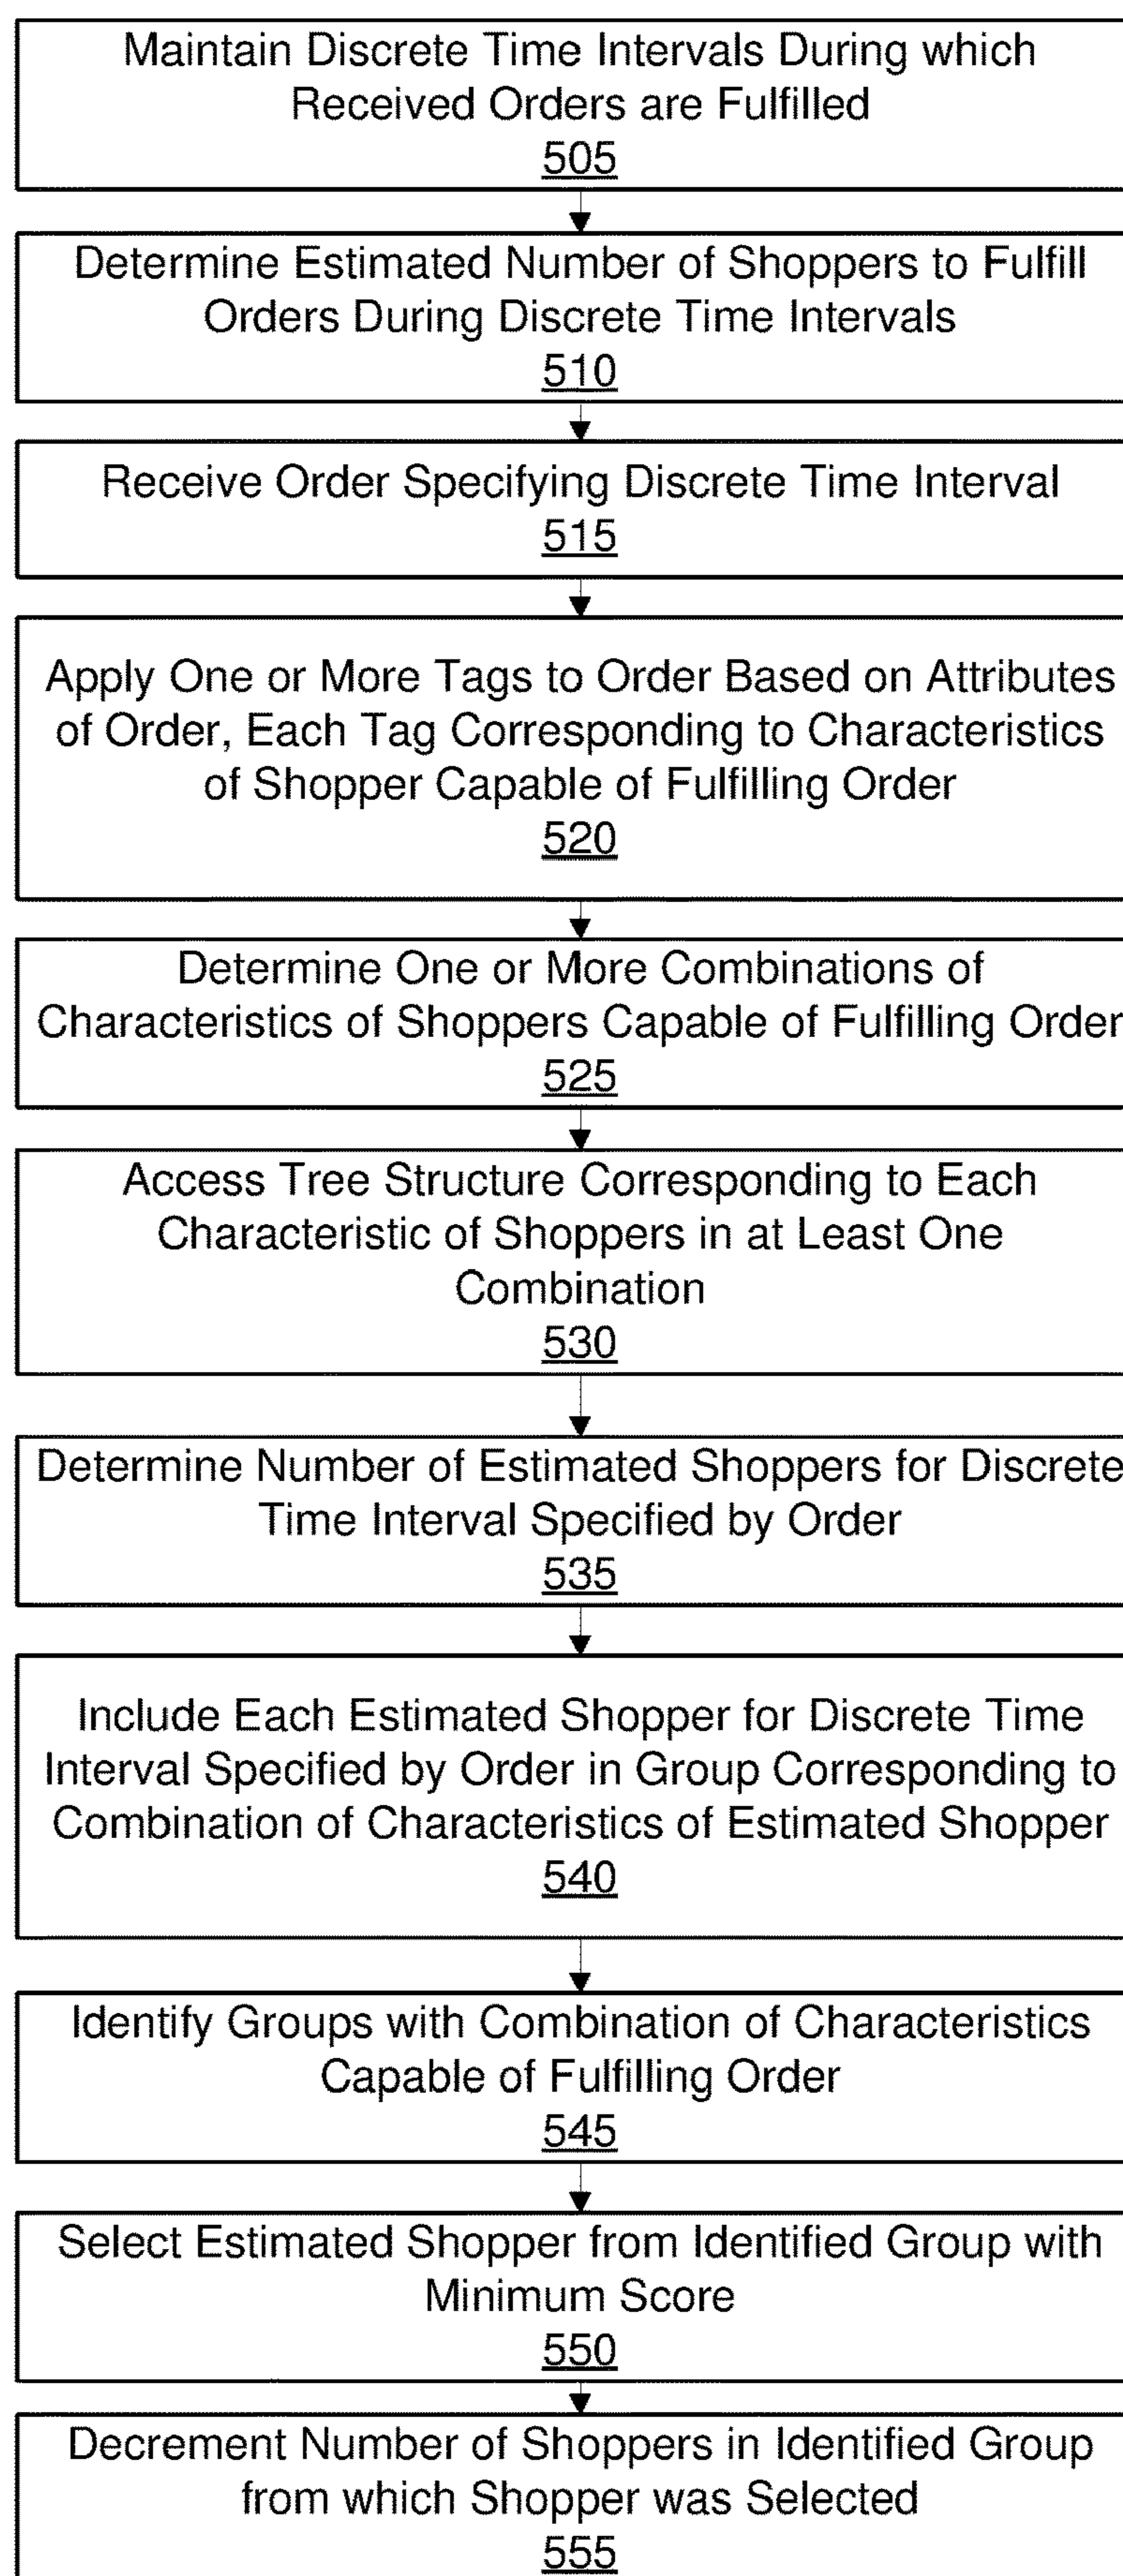 Maintain Discrete Time Intervals During which
Received Orders are Fulfilled
505
Determine Estimated Number of Shoppers to Fulfill
Orders During Discrete Time Intervals
510
Receive Order Specifying Discrete Time Interval
515
Apply One or More Tags to Order Based on Attributes
of Order, Each Tag Corresponding to Characteristics
of Shopper Capable of Fulfilling Order
520
Determine One or More Combinations of
Characteristics of Shoppers Capable of Fulfilling Order
525
Access Tree Structure Corresponding to Each
Characteristic of Shoppers in at Least One
Combination
530
Determine Number of Estimated Shoppers for Discrete
Time Interval Specified by Order
535
Include Each Estimated Shopper for Discrete Time
Interval Specified by Order in Group Corresponding to
Combination of Characteristics of Estimated Shopper
540
Identify Groups with Combination of Characteristics
Capable of Fulfilling Order
545
Select Estimated Shopper from Identified Group with
Minimum Score
550
Decrement Number of Shoppers in Identified Group
from which Shopper was Selected
555